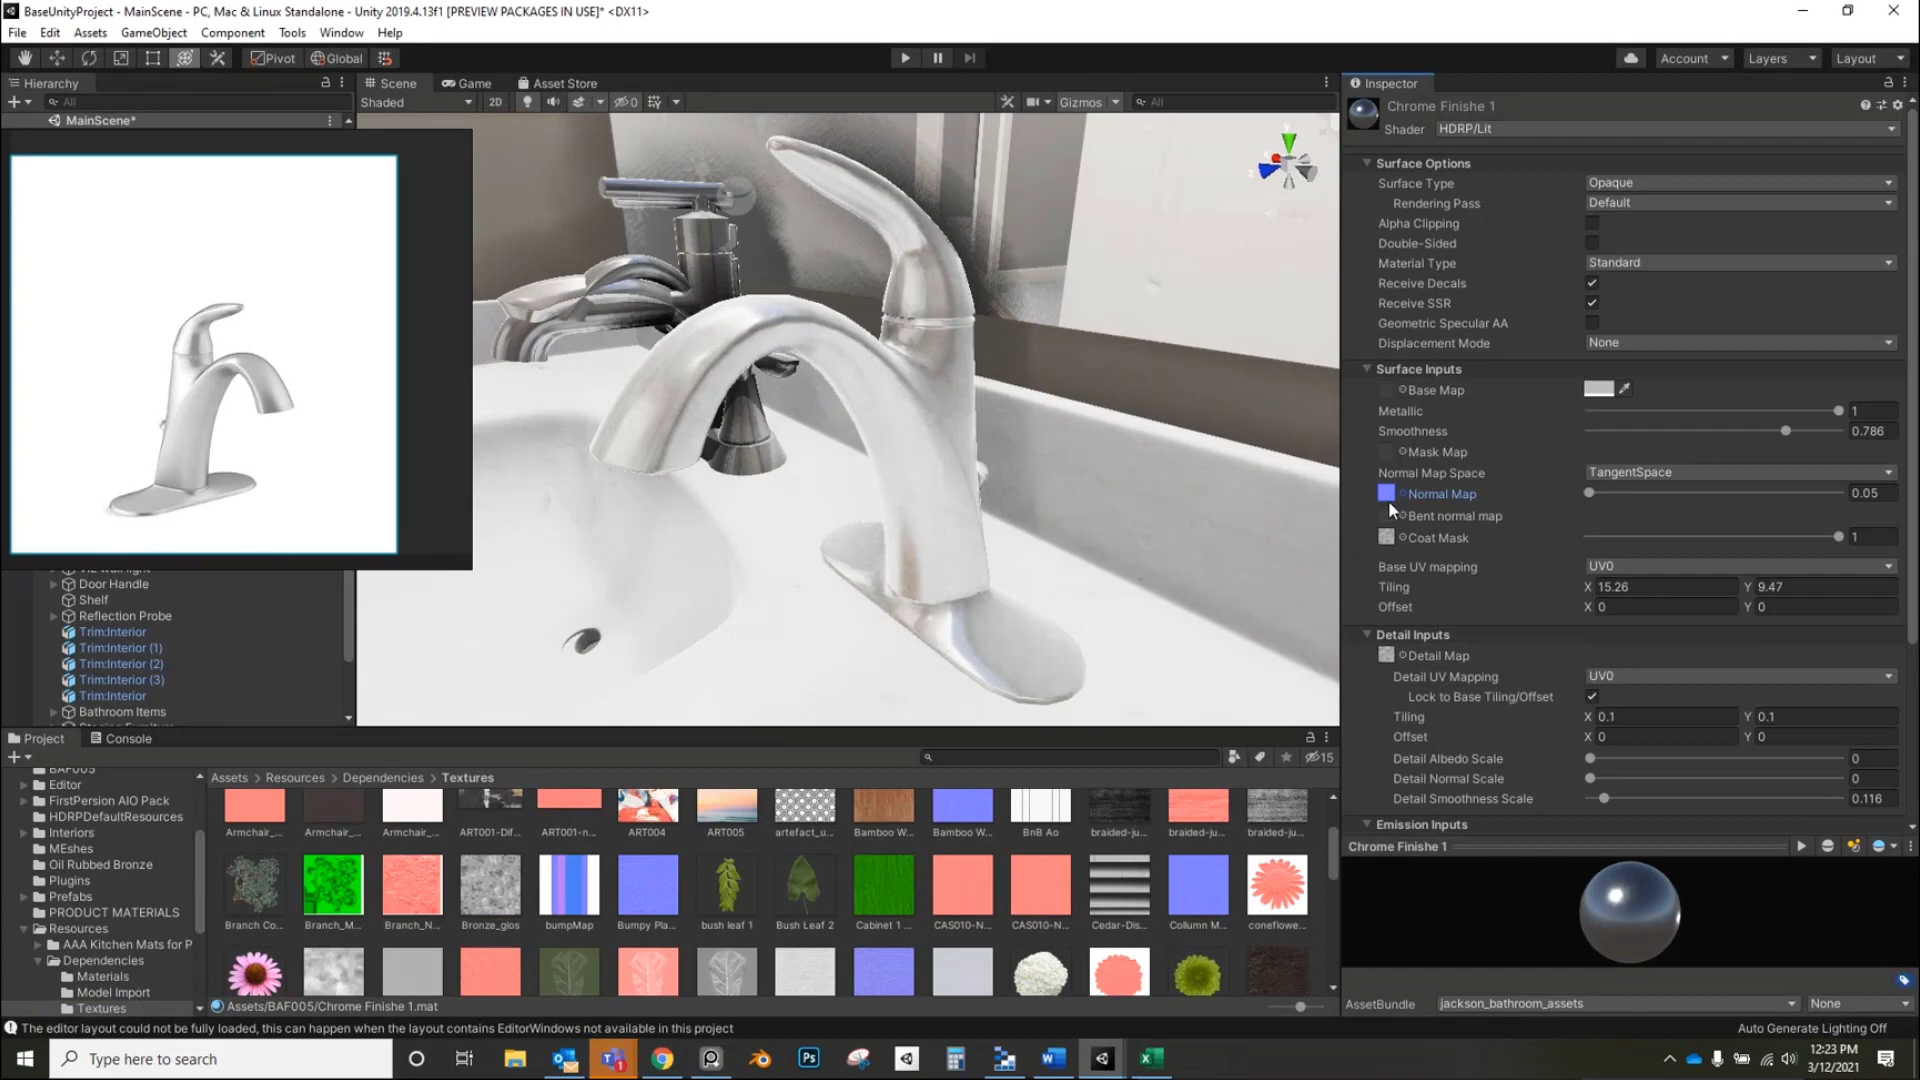 BaseUnityProject - MainScene - PC, Mac & Linux Standalone - Unity 2019.4.13f1 [PREVIEW PACKAGES IN USE]* <DX11>
File Edit Assets GameObject Component Tools Window Help
Pivot Global Account Layers Layout
Hierarchy
All
MainScene*
Door Handle
Shelf
Reflection Probe
Trim:Interior
Trim:Interior (1)
Trim:Interior (2)
Trim:Interior (3)
Trim:Interior
Bathroom Items
Scene Game Asset Store
Shaded 2D 0 Gizmos All
Inspector
Chrome Finishe 1
Shader HDRP/Lit
Surface Options
Surface Type Opaque
Rendering Pass Default
Alpha Clipping
Double-Sided
Material Type Standard
Receive Decals
Receive SSR
Geometric Specular AA
Displacement Mode None
Surface Inputs
Base Map
Metallic 1
Smoothness 0.786
Mask Map
Normal Map Space TangentSpace
Normal Map 0.05
Bent normal map
Coat Mask 1
Base UV mapping UV0
Tiling X 15.26 Y 9.47
Offset X 0 Y 0
Detail Inputs
Detail Map
Detail UV Mapping UV0
Lock to Base Tiling/Offset
Tiling X 0.1 Y 0.1
Offset X 0 Y 0
Detail Albedo Scale 0
Detail Normal Scale 0
Detail Smoothness Scale 0.116
Emission Inputs
Chrome Finishe 1
AssetBundle jackson_bathroom_assets None
Project Console
15
BAF005
Editor
FirstPersion AIO Pack
HDRPDefaultResources
Interiors
MEshes
Oil Rubbed Bronze
Plugins
Prefabs
PRODUCT MATERIALS
Resources
AAA Kitchen Mats for P
Dependencies
Materials
Model Import
Textures
Assets > Resources > Dependencies > Textures
Armchair_... Armchair_... Armchair_... ART001-Dif... ART001-n... ART004 ART005 artefact_u... Bamboo W... Bamboo W... BnB Ao braided-ju... braided-ju... braided-ju...
Branch Co... Branch_M... Branch_N... Bronze_glos bumpMap Bumpy Pla... bush leaf 1 Bush Leaf 2 Cabinet 1 ... CAS010-N... CAS010-N... Cedar-Dis... Collumn M... coneflowe...
Assets/BAF005/Chrome Finishe 1.mat
The editor layout could not be fully loaded, this can happen when the layout contains EditorWindows not available in this project
Auto Generate Lighting Off
Type here to search
12:23 PM
3/12/2021